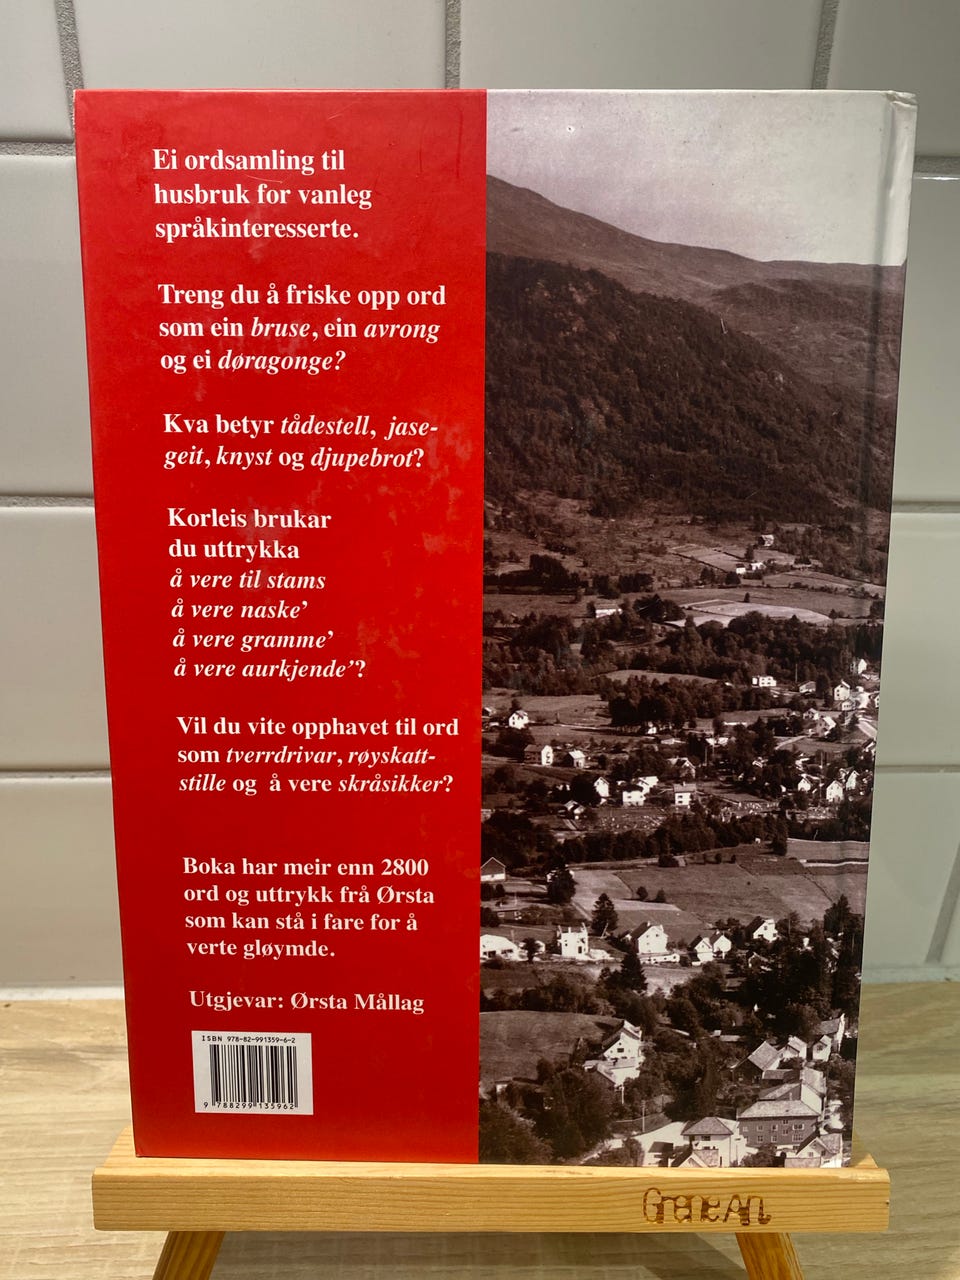 Ei ordsamling til
husbruk for vanleg
språkinteresserte.
Treng du å friske opp ord
som ein bruse, ein avrong
og ei døragonge?
Kva betyr tådestell, jase-
geit, knyst og djupebrot?
Korleis brukar
du uttrykka
å vere til stams
å vere naske’
å vere gramme’
å vere aurkjende’?
Vil du vite opphavet til ord
som tverrdrivar, røyskatt-
stille og å vere skråsikker?
Boka har meir enn 2800
ord og uttrykk frå Ørsta
som kan stå i fare for å
verte gløymde.
Utgjevar: Ørsta Mållag
ISBN 978-82-991359-6-2
9 788299 135962
GreneAn